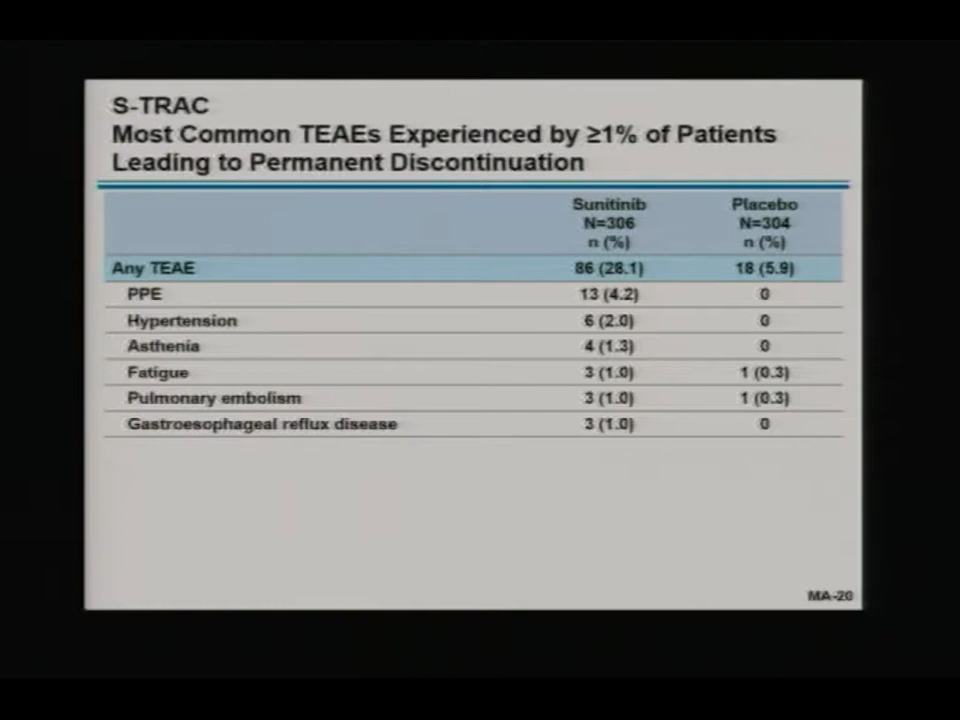 S-TRAC
Most Common TEAEs Experienced by ≥1% of Patients
Leading to Permanent Discontinuation
Sunitinib Placebo
N=306 N=304
n (%) n (%)
Any TEAE 86 (28.1) 18 (5.9)
PPE 13 (4.2) 0
Hypertension 6 (2.0) 0
Asthenia 4 (1.3) 0
Fatigue 3 (1.0) 1 (0.3)
Pulmonary embolism 3 (1.0) 1 (0.3)
Gastroesophageal reflux disease 3 (1.0) 0
MA-20